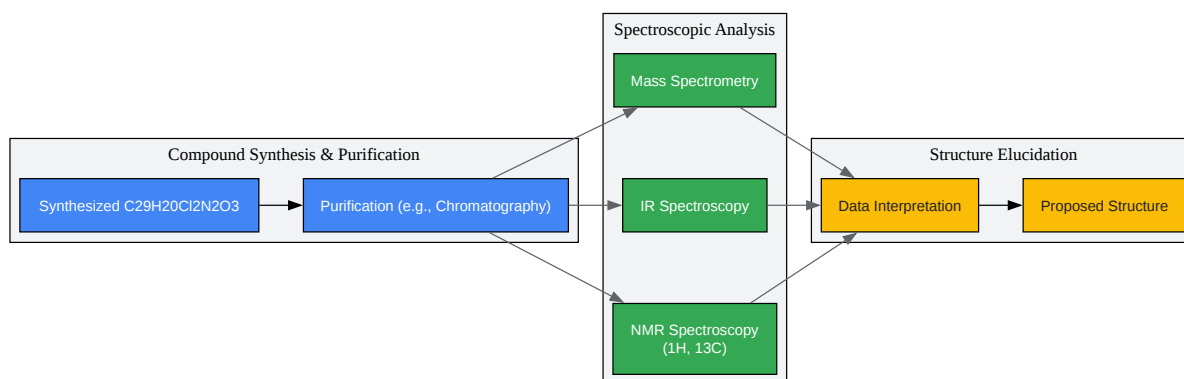 Compound Synthesis & Purification
Synthesized C29H20Cl2N2O3
Purification (e.g., Chromatography)
Spectroscopic Analysis
Mass Spectrometry
IR Spectroscopy
NMR Spectroscopy
(1H, 13C)
Structure Elucidation
Data Interpretation
Proposed Structure